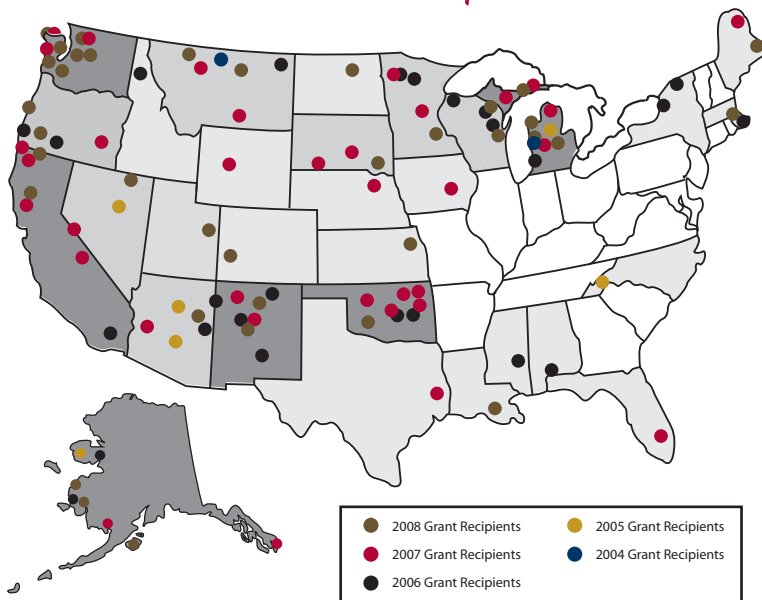 2008 Grant Recipients
2005 Grant Recipients
2007 Grant Recipients
2004 Grant Recipients
2006 Grant Recipients